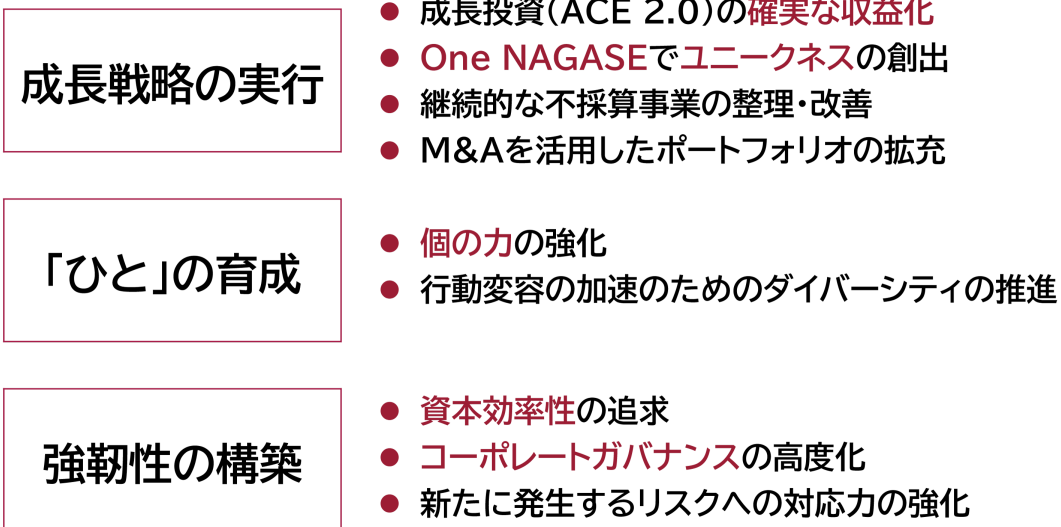 成長戦略の実行
● 成長投資（ACE 2.0）の確実な収益化
● One NAGASEでユニークネスの創出
● 継続的な不採算事業の整理・改善
● M&Aを活用したポートフォリオの拡充
「ひと」の育成
● 個の力の強化
● 行動変容の加速のためのダイバーシティの推進
強靭性の構築
● 資本効率性の追求
● コーポレートガバナンスの高度化
● 新たに発生するリスクへの対応力の強化